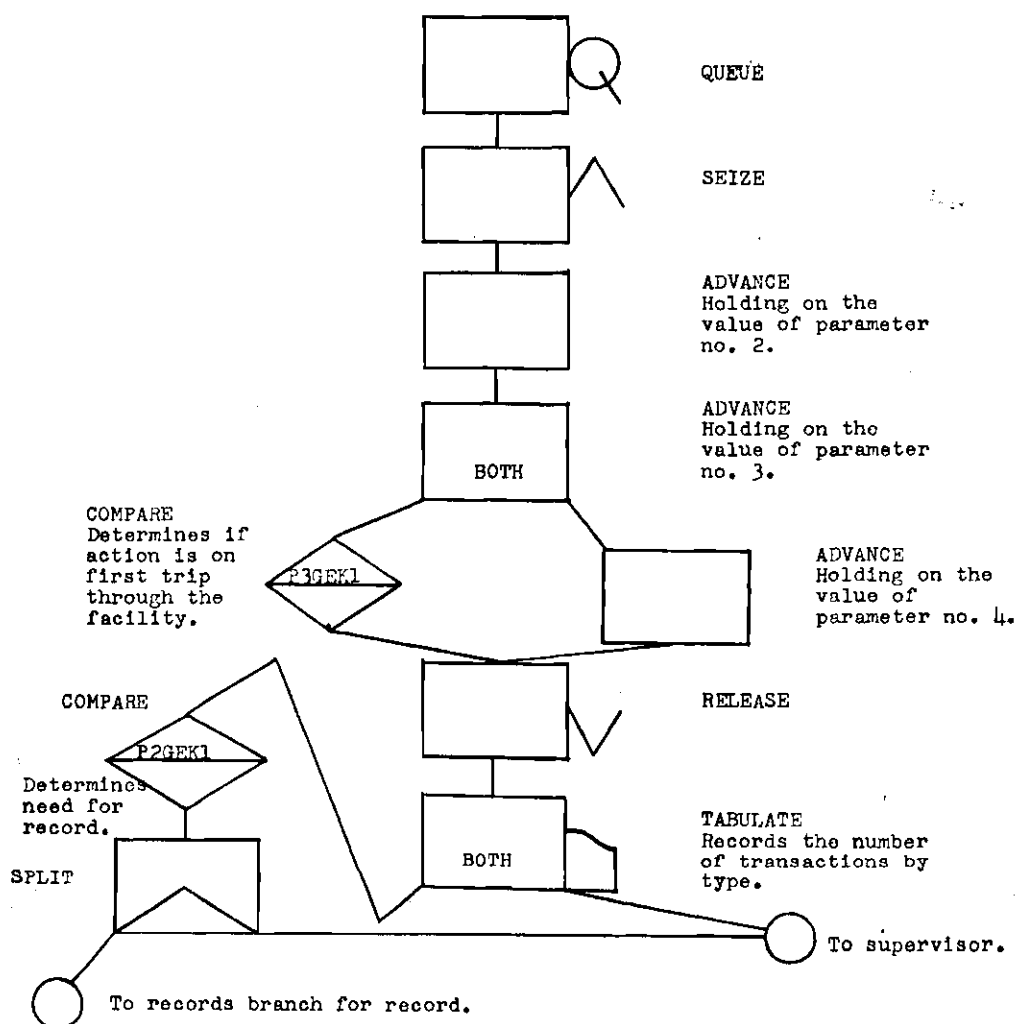 QUEUE
SEIZE
ADVANCE
Holding on the
value of parameter
no. 2.
ADVANCE
Holding on the
value of parameter
no. 3.
BOTH
COMPARE
Determines if
action is on
first trip
through the
facility.
P3GEK1
ADVANCE
Holding on the
value of
parameter no. 4.
COMPARE
P2GEK1
Determines
need for
record.
RELEASE
BOTH
TABULATE
Records the number
of transactions by
type.
SPLIT
To supervisor.
To records branch for record.